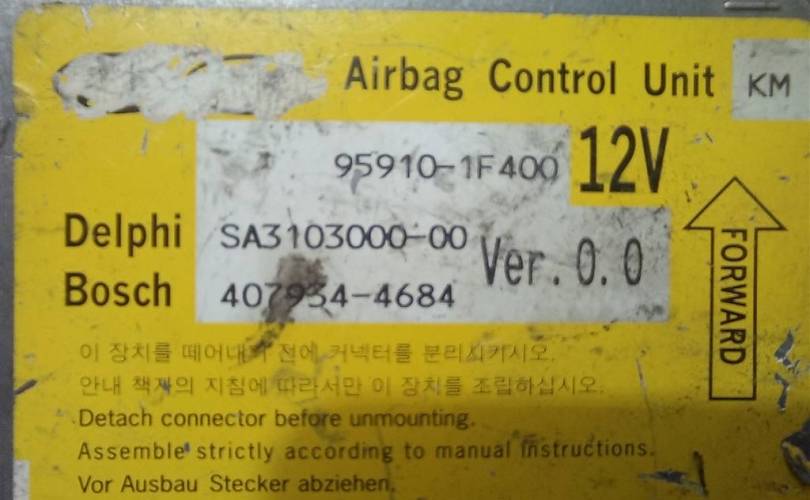 Airbag Control Unit KM
95910-1F400 12V
Delphi SA3103000-00 Ver. 0.0
Bosch 407934-4684
FORWARD
이 장치를 떼어내기 전에 커넥터를 분리시키시오.
안내 책자의 지침에 따라서만 이 장치를 조립하십시오.
Detach connector before unmounting.
Assemble strictly according to manual instructions.
Vor Ausbau Stecker abziehen.